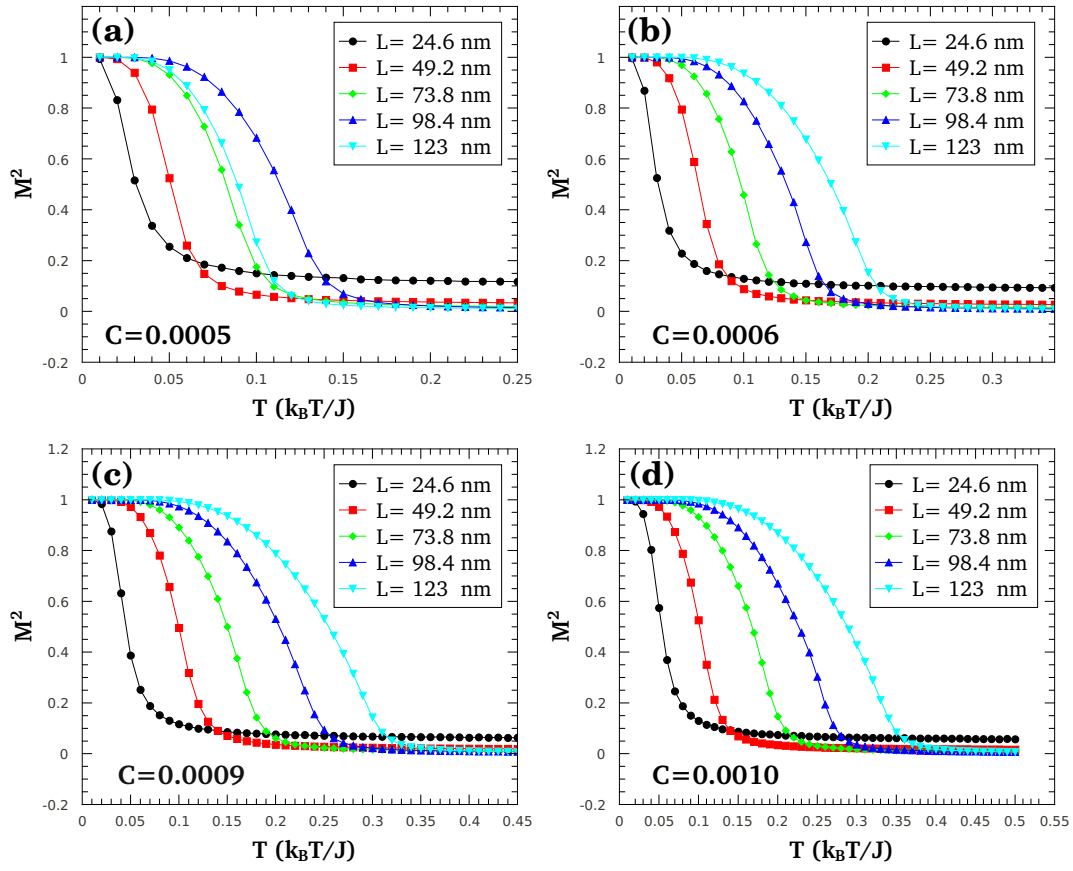 (a)
L= 24.6 nm
L= 49.2 nm
L= 73.8 nm
L= 98.4 nm
L= 123 nm
1
0.8
0.6
0.4
0.2
0
-0.2
M²
C=0.0005
0 0.05 0.1 0.15 0.2 0.25
T (k_BT/J)
(b)
L= 24.6 nm
L= 49.2 nm
L= 73.8 nm
L= 98.4 nm
L= 123 nm
1
0.8
0.6
0.4
0.2
0
-0.2
M²
C=0.0006
0 0.05 0.1 0.15 0.2 0.25 0.3
T (k_BT/J)
(c)
L= 24.6 nm
L= 49.2 nm
L= 73.8 nm
L= 98.4 nm
L= 123 nm
1.2
1
0.8
0.6
0.4
0.2
0
-0.2
M²
C=0.0009
0 0.05 0.1 0.15 0.2 0.25 0.3 0.35 0.4 0.45
T (k_BT/J)
(d)
L= 24.6 nm
L= 49.2 nm
L= 73.8 nm
L= 98.4 nm
L= 123 nm
1.2
1
0.8
0.6
0.4
0.2
0
-0.2
M²
C=0.0010
0 0.05 0.1 0.15 0.2 0.25 0.3 0.35 0.4 0.45 0.5 0.55
T (k_BT/J)